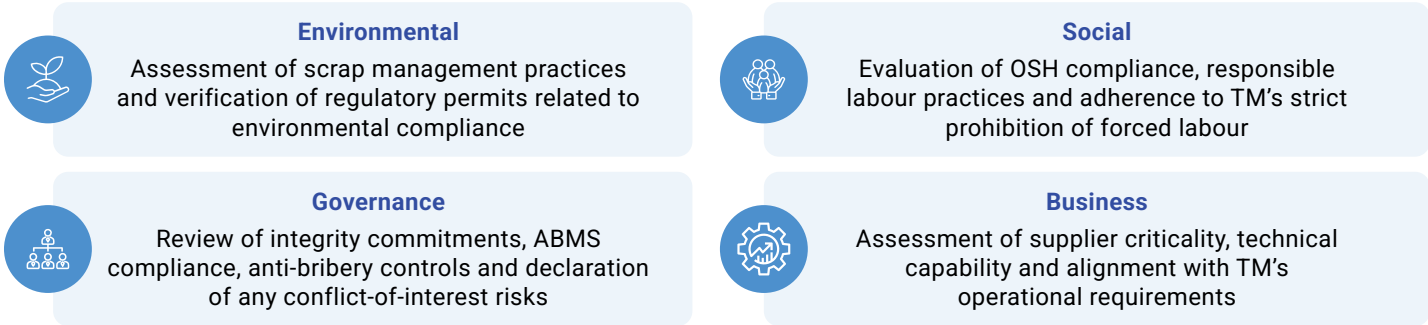 Environmental
Assessment of scrap management practices
and verification of regulatory permits related to
environmental compliance
Social
Evaluation of OSH compliance, responsible
labour practices and adherence to TM’s strict
prohibition of forced labour
Governance
Review of integrity commitments, ABMS
compliance, anti-bribery controls and declaration
of any conflict-of-interest risks
Business
Assessment of supplier criticality, technical
capability and alignment with TM’s
operational requirements